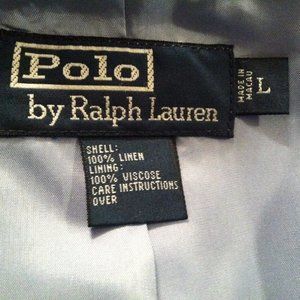 Polo
by Ralph Lauren
MADE IN
MACAU
L
SHELL:
100% LINEN
LINING:
100% VISCOSE
CARE INSTRUCTIONS
OVER